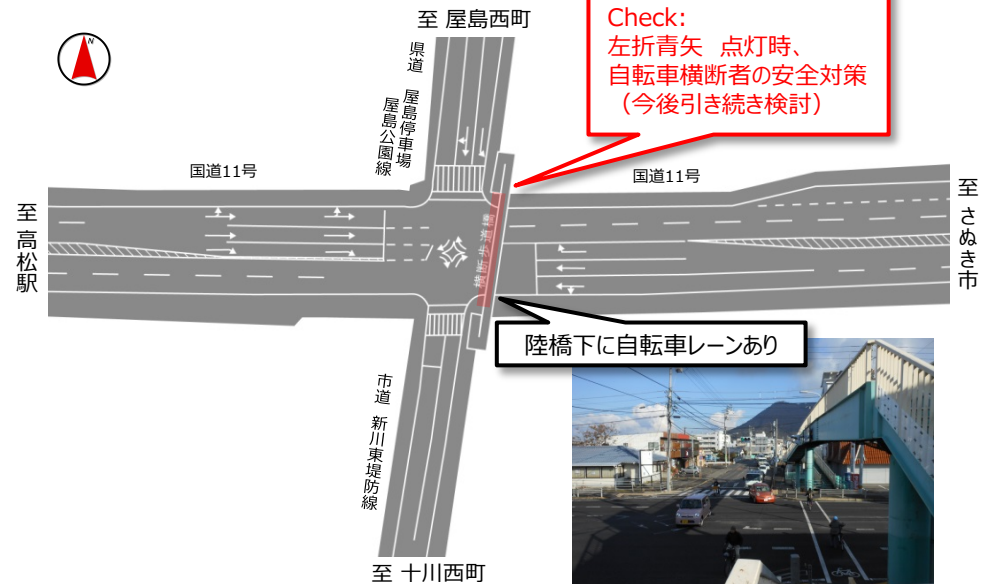 至 屋島西町
Check:
左折青矢 点灯時、
自転車横断者の安全対策
（今後引き続き検討）
N
県道 屋島停車場
屋島公園線
国道11号
国道11号
至 高松駅
至 さぬき市
横断歩道橋
陸橋下に自転車レーンあり
市道 新川東堤防線
至 十川西町